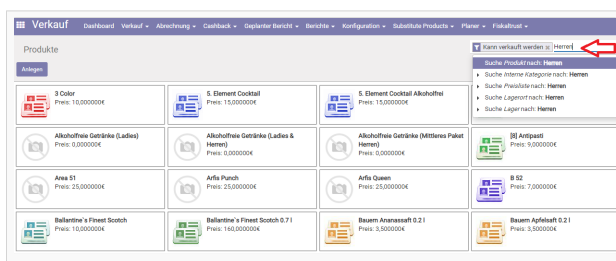 Verkauf Dashboard Verkauf Abrechnung Cashback Geplanter Bericht Berichte Konfiguration Substitute Products Planer Fiskaltrust
Produkte
Kann verkauft werden x Herren
Anlegen
Suche Produkt nach: Herren
Suche Interne Kategorie nach: Herren
Suche Preisliste nach: Herren
Suche Lagerort nach: Herren
Suche Lager nach: Herren
3 Color
Preis: 10,000000€
5. Element Cocktail
Preis: 15,000000€
5. Element Cocktail Alkoholfrei
Preis: 15,000000€
Alkoholfreie Getränke (Ladies)
Preis: 0,000000€
Alkoholfreie Getränke (Ladies &
Herren)
Preis: 0,000000€
Alkoholfreie Getränke (Mittleres Paket
Herren)
Preis: 0,000000€
[8] Antipasti
Preis: 9,000000€
Area 51
Preis: 25,000000€
Arfis Punch
Preis: 25,000000€
Arfis Queen
Preis: 25,000000€
B 52
Preis: 7,000000€
Ballantine`s Finest Scotch
Preis: 10,000000€
Ballantine`s Finest Scotch 0.7 l
Preis: 160,000000€
Bauern Ananassaft 0.2 l
Preis: 3,500000€
Bauern Apfelsaft 0.2 l
Preis: 3,500000€